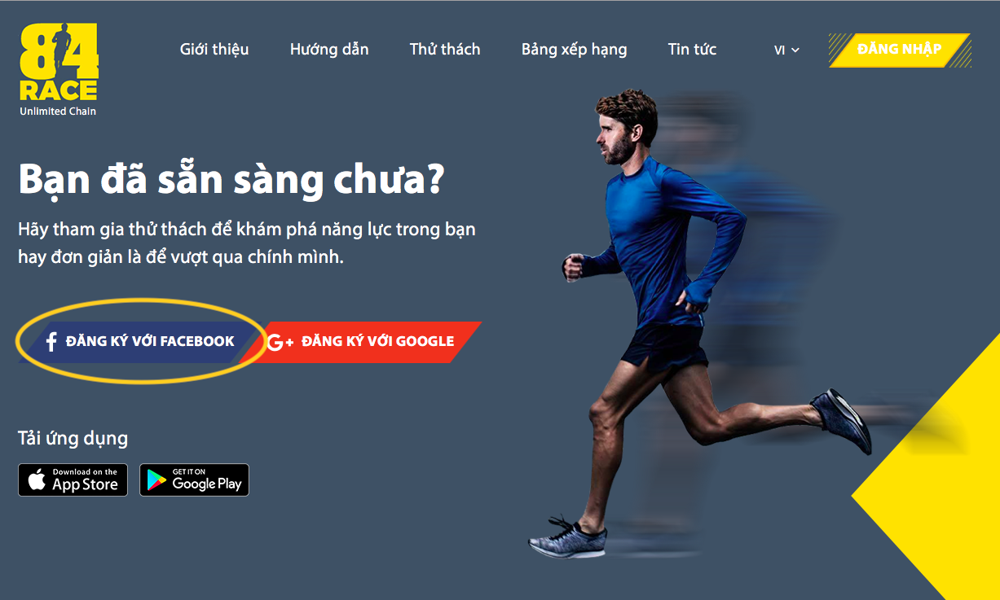 84
RACE
Unlimited Chain
Giới thiệu
Hướng dẫn
Thử thách
Bảng xếp hạng
Tin tức
VI
ĐĂNG NHẬP
Bạn đã sẵn sàng chưa?
Hãy tham gia thử thách để khám phá năng lực trong bạn
hay đơn giản là để vượt qua chính mình.
f ĐĂNG KÝ VỚI FACEBOOK
G+ ĐĂNG KÝ VỚI GOOGLE
Tải ứng dụng
Download on the
App Store
GET IT ON
Google Play